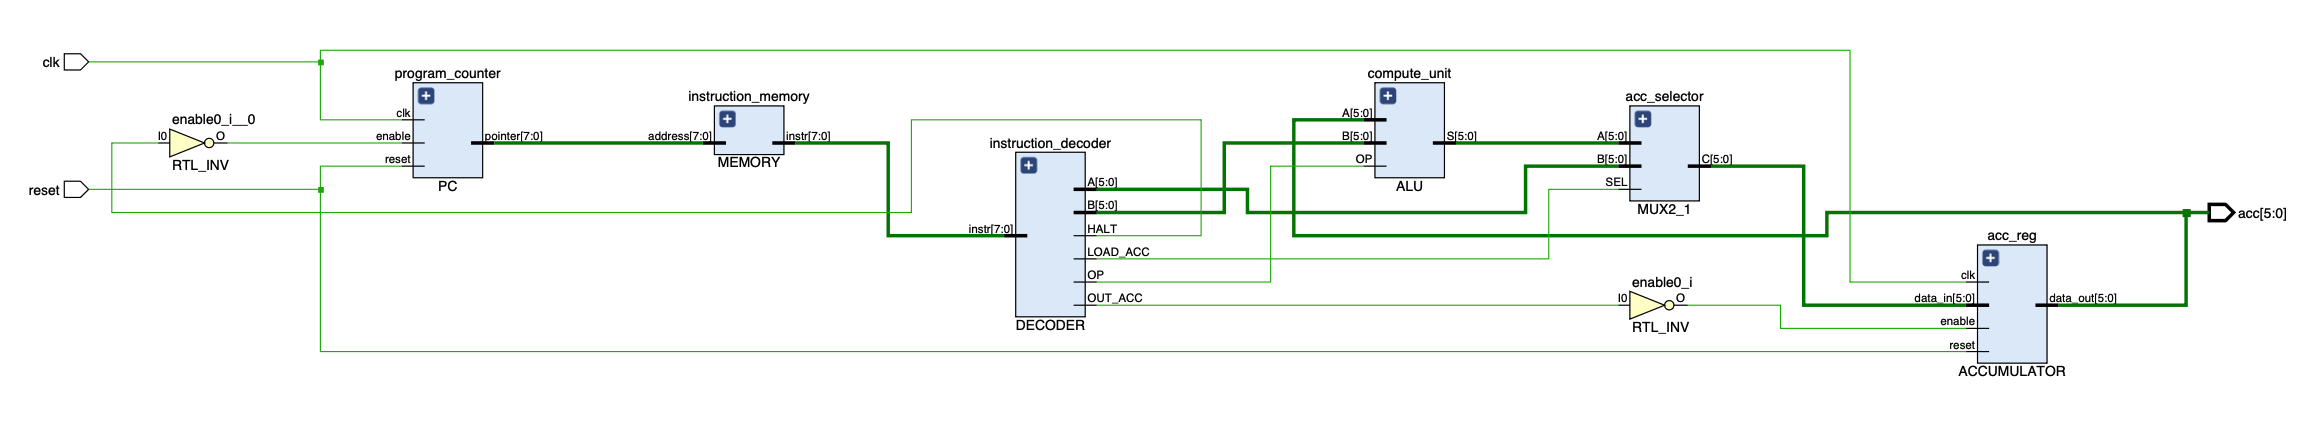 clk
reset
enable0_i__0
I0
O
RTL_INV
program_counter
clk
enable
reset
pointer[7:0]
PC
instruction_memory
address[7:0]
instr[7:0]
MEMORY
instruction_decoder
instr[7:0]
A[5:0]
B[5:0]
HALT
LOAD_ACC
OP
OUT_ACC
DECODER
compute_unit
A[5:0]
B[5:0]
OP
S[5:0]
ALU
acc_selector
A[5:0]
B[5:0]
SEL
C[5:0]
MUX2_1
enable0_i
I0
O
RTL_INV
acc_reg
clk
data_in[5:0]
enable
reset
data_out[5:0]
ACCUMULATOR
acc[5:0]